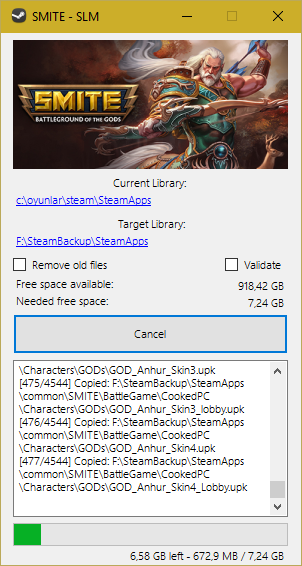 SMITE - SLM
SMITE
BATTLEGROUND OF THE GODS
Current Library:
c:\oyunlar\steam\SteamApps
Target Library:
F:\SteamBackup\SteamApps
Remove old files
Validate
Free space available:
918,42 GB
Needed free space:
7,24 GB
Cancel
\Characters\GODs\GOD_Anhur_Skin3.upk
[475/4544] Copied: F:\SteamBackup\SteamApps
\common\SMITE\BattleGame\CookedPC
\Characters\GODs\GOD_Anhur_Skin3_lobby.upk
[476/4544] Copied: F:\SteamBackup\SteamApps
\common\SMITE\BattleGame\CookedPC
\Characters\GODs\GOD_Anhur_Skin4.upk
[477/4544] Copied: F:\SteamBackup\SteamApps
\common\SMITE\BattleGame\CookedPC
\Characters\GODs\GOD_Anhur_Skin4_Lobby.upk
6,58 GB left - 672,9 MB / 7,24 GB